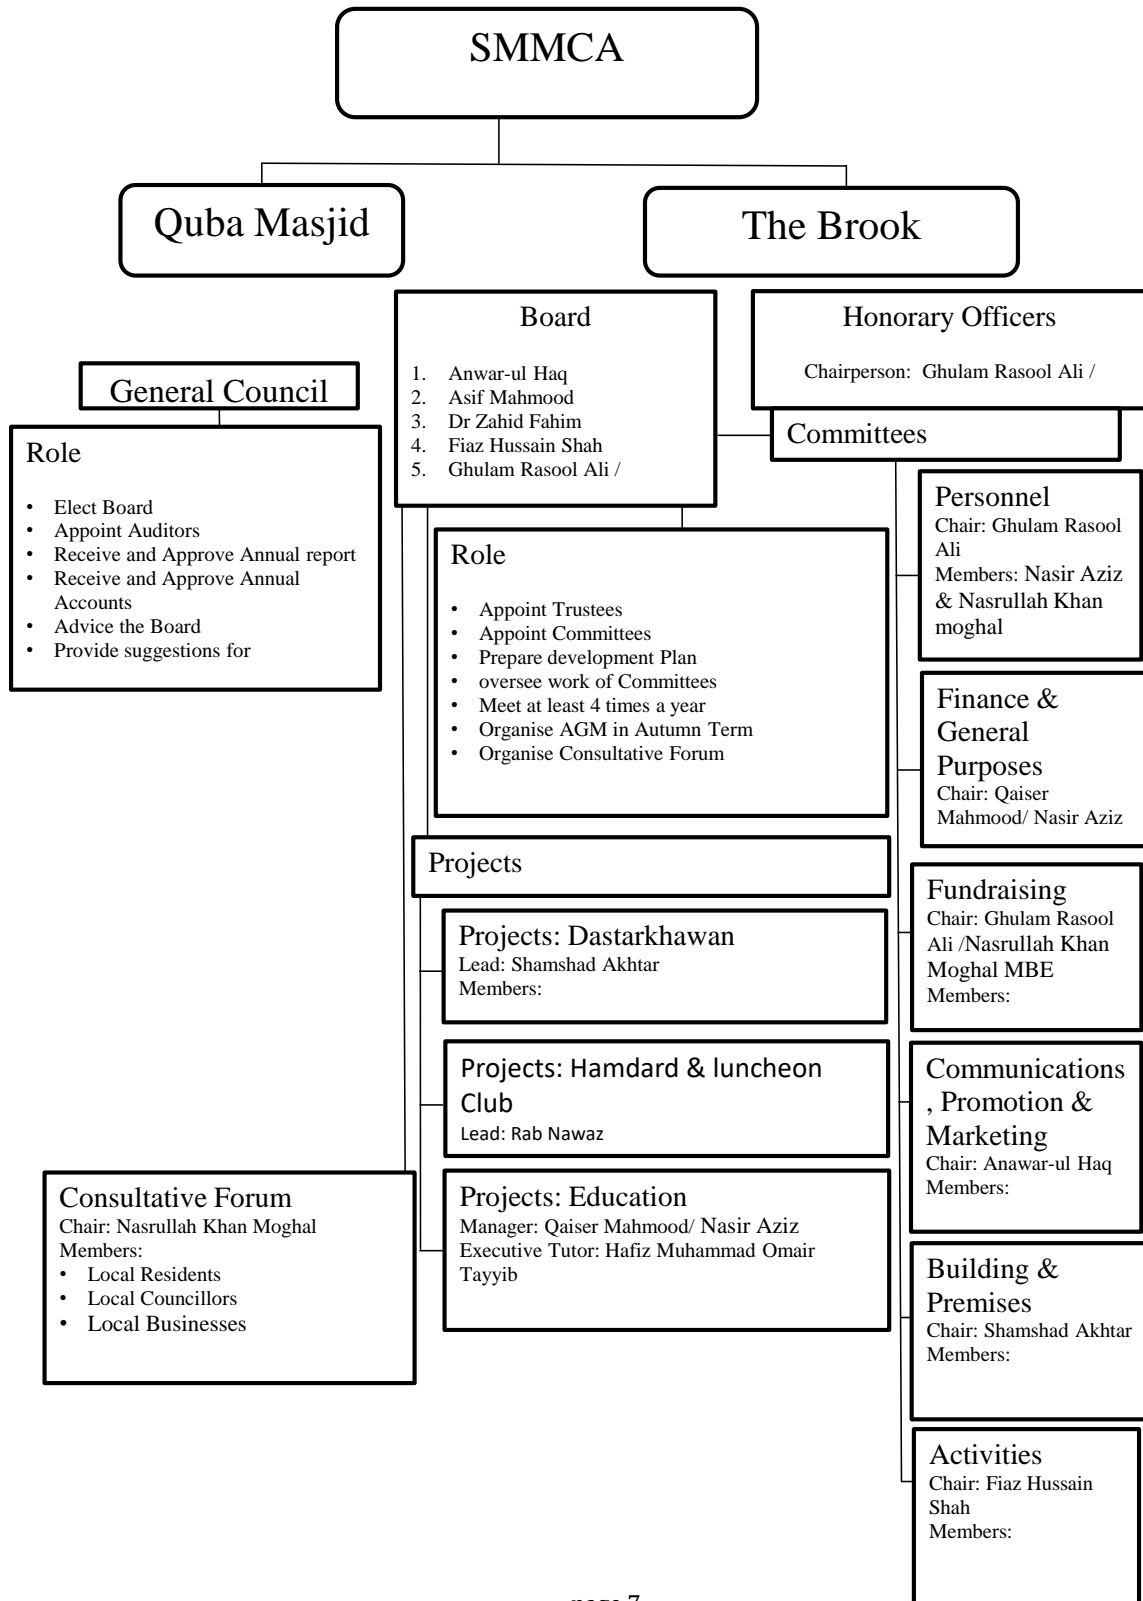 SMMCA
Quba Masjid
The Brook
General Council
Role
• Elect Board
• Appoint Auditors
• Receive and Approve Annual report
• Receive and Approve Annual
Accounts
• Advice the Board
• Provide suggestions for
Board
1. Anwar-ul Haq
2. Asif Mahmood
3. Dr Zahid Fahim
4. Fiaz Hussain Shah
5. Ghulam Rasool Ali /
Honorary Officers
Chairperson: Ghulam Rasool Ali /
Committees
Role
• Appoint Trustees
• Appoint Committees
• Prepare development Plan
• oversee work of Committees
• Meet at least 4 times a year
• Organise AGM in Autumn Term
• Organise Consultative Forum
Projects
Projects: Dastarkhawan
Lead: Shamshad Akhtar
Members:
Projects: Hamdard & luncheon
Club
Lead: Rab Nawaz
Projects: Education
Manager: Qaiser Mahmood/ Nasir Aziz
Executive Tutor: Hafiz Muhammad Omair
Tayyib
Consultative Forum
Chair: Nasrullah Khan Moghal
Members:
• Local Residents
• Local Councillors
• Local Businesses
Personnel
Chair: Ghulam Rasool
Ali
Members: Nasir Aziz
& Nasrullah Khan
moghal
Finance &
General
Purposes
Chair: Qaiser
Mahmood/ Nasir Aziz
Fundraising
Chair: Ghulam Rasool
Ali /Nasrullah Khan
Moghal MBE
Members:
Communications
, Promotion &
Marketing
Chair: Anawar-ul Haq
Members:
Building &
Premises
Chair: Shamshad Akhtar
Members:
Activities
Chair: Fiaz Hussain
Shah
Members:
page 7